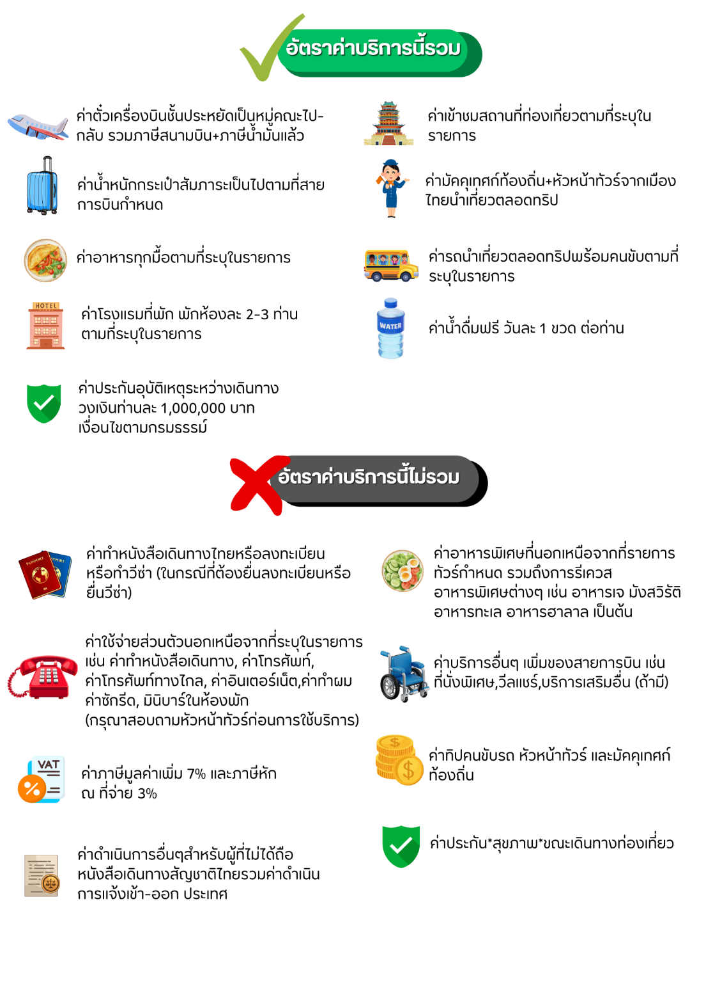 อัตราค่าบริการนี้รวม
ค่าตั๋วเครื่องบินชั้นประหยัดเป็นหมู่คณะไป-
กลับ รวมภาษีสนามบิน+ภาษีน้ำมันแล้ว
ค่าเข้าชมสถานที่ท่องเที่ยวตามที่ระบุใน
รายการ
ค่าน้ำหนักกระเป๋าสัมภาระเป็นไปตามที่สาย
การบินกำหนด
ค่ามัคคุเทศก์ท้องถิ่น+หัวหน้าทัวร์จากเมือง
ไทยนำเที่ยวตลอดทริป
ค่าอาหารทุกมื้อตามที่ระบุในรายการ
ค่ารถนำเที่ยวตลอดทริปพร้อมคนขับตามที่
ระบุในรายการ
HOTEL
ค่าโรงแรมที่พัก พักห้องละ 2-3 ท่าน
ตามที่ระบุในรายการ
WATER
ค่าน้ำดื่มฟรี วันละ 1 ขวด ต่อท่าน
ค่าประกันอุบัติเหตุระหว่างเดินทาง
วงเงินท่านละ 1,000,000 บาท
เงื่อนไขตามกรมธรรม์
อัตราค่าบริการนี้ไม่รวม
PASSPORT
PASSPORT
ค่าทำหนังสือเดินทางไทยหรือลงทะเบียน
หรือทำวีซ่า (ในกรณีที่ต้องยื่นลงทะเบียนหรือ
ยื่นวีซ่า)
ค่าอาหารพิเศษที่นอกเหนือจากที่รายการ
ทัวร์กำหนด รวมถึงการรีเควส
อาหารพิเศษต่างๆ เช่น อาหารเจ มังสวิรัติ
อาหารทะเล อาหารฮาลาล เป็นต้น
ค่าใช้จ่ายส่วนตัวนอกเหนือจากที่ระบุในรายการ
เช่น ค่าทำหนังสือเดินทาง, ค่าโทรศัพท์,
ค่าโทรศัพท์ทางไกล, ค่าอินเตอร์เน็ต,ค่าทำผม
ค่าซักรีด, มินิบาร์ในห้องพัก
(กรุณาสอบถามหัวหน้าทัวร์ก่อนการใช้บริการ)
ค่าบริการอื่นๆ เพิ่มของสายการบิน เช่น
ที่นั่งพิเศษ,วีลแชร์,บริการเสริมอื่น (ถ้ามี)
VAT
%
ค่าภาษีมูลค่าเพิ่ม 7% และภาษีหัก
ณ ที่จ่าย 3%
$
$
ค่าทิปคนขับรถ หัวหน้าทัวร์ และมัคคุเทศก์
ท้องถิ่น
ค่าดำเนินการอื่นๆสำหรับผู้ที่ไม่ได้ถือ
หนังสือเดินทางสัญชาติไทยรวมค่าดำเนิน
การแจ้งเข้า-ออก ประเทศ
ค่าประกัน*สุขภาพ*ขณะเดินทางท่องเที่ยว